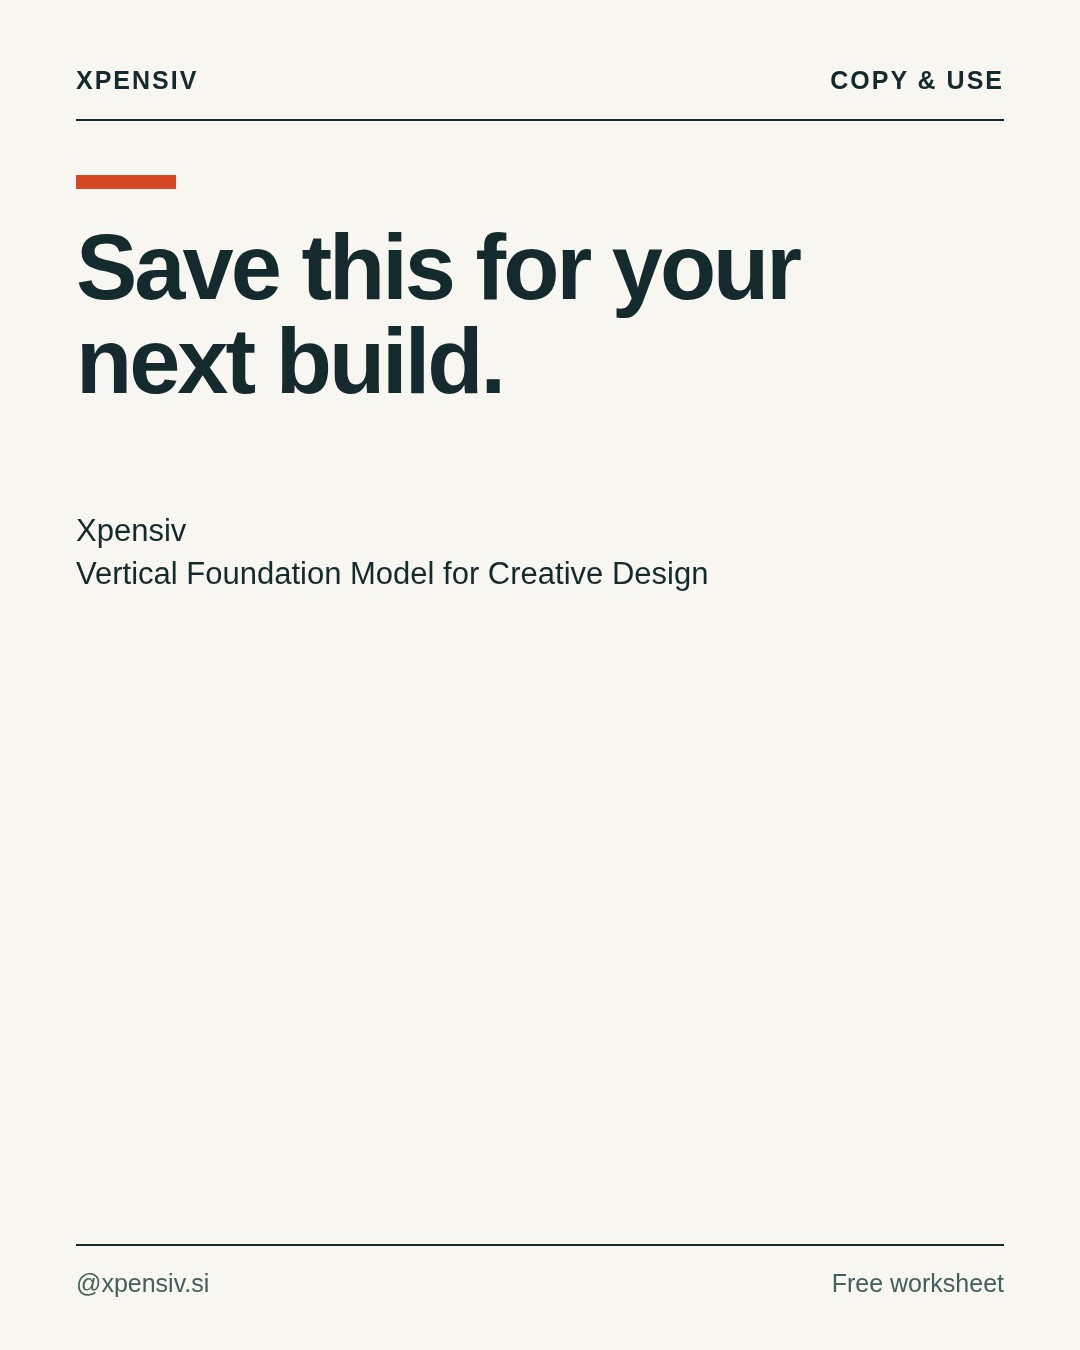 XPENSIV
COPY & USE
Save this for your
next build.
Xpensiv
Vertical Foundation Model for Creative Design
@xpensiv.si
Free worksheet